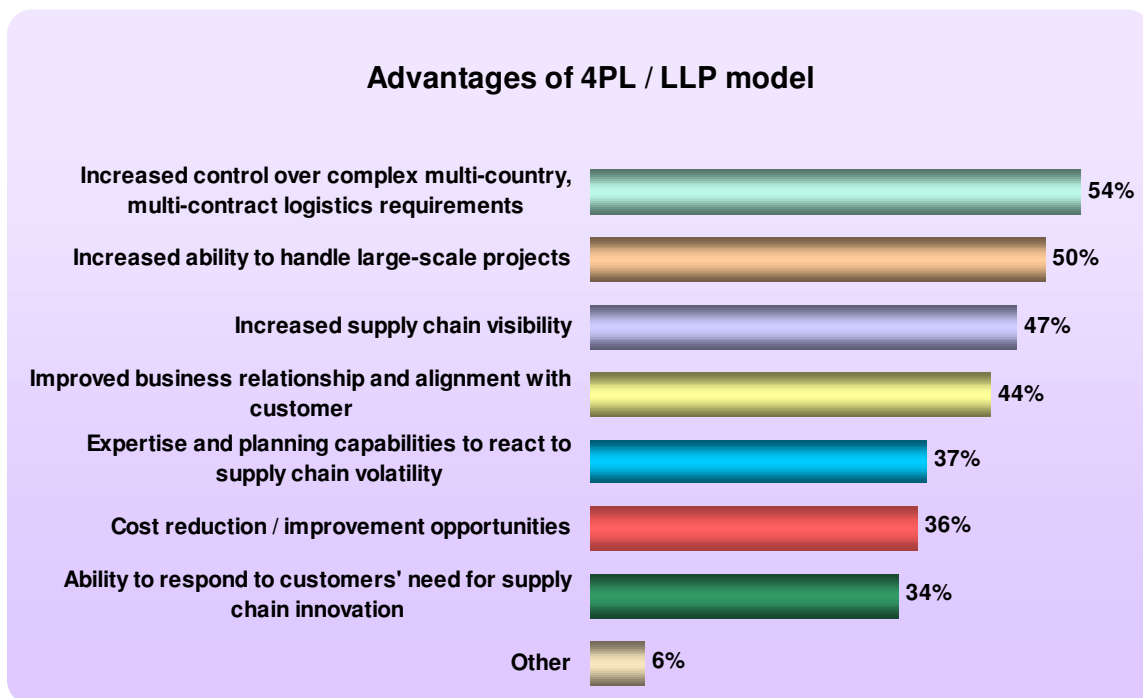 Advantages of 4PL / LLP model
Increased control over complex multi-country,
multi-contract logistics requirements
54%
Increased ability to handle large-scale projects
50%
Increased supply chain visibility
47%
Improved business relationship and alignment with
customer
44%
Expertise and planning capabilities to react to
supply chain volatility
37%
Cost reduction / improvement opportunities
36%
Ability to respond to customers' need for supply
chain innovation
34%
Other
6%